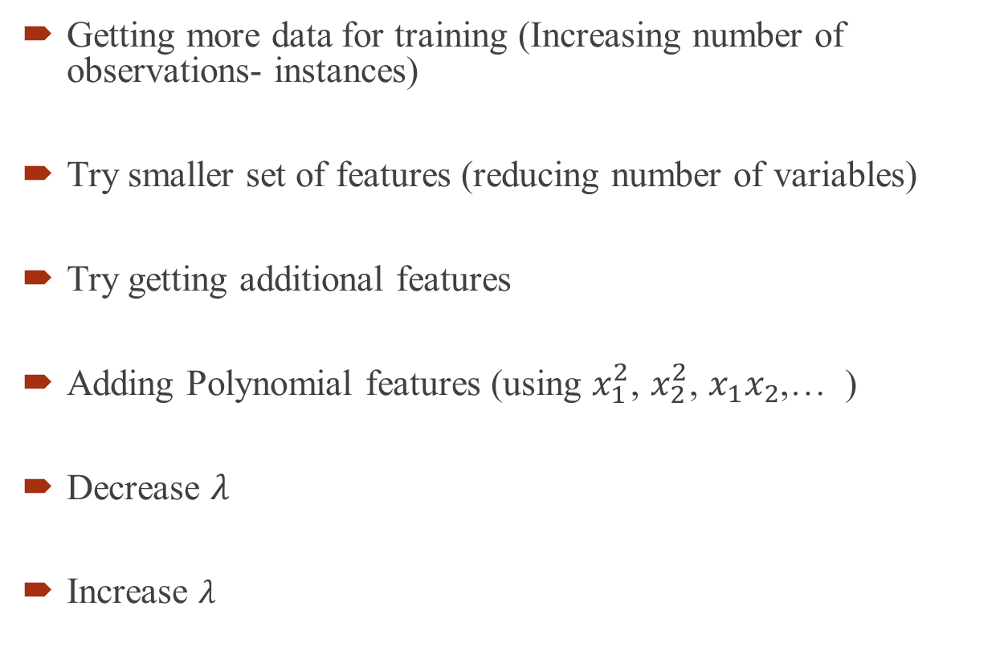 Getting more data for training (Increasing number of
observations- instances)
Try smaller set of features (reducing number of variables)
Try getting additional features
Adding Polynomial features (using $x_1^2$, $x_2^2$, $x_1x_2$,… )
Decrease $\lambda$
Increase $\lambda$